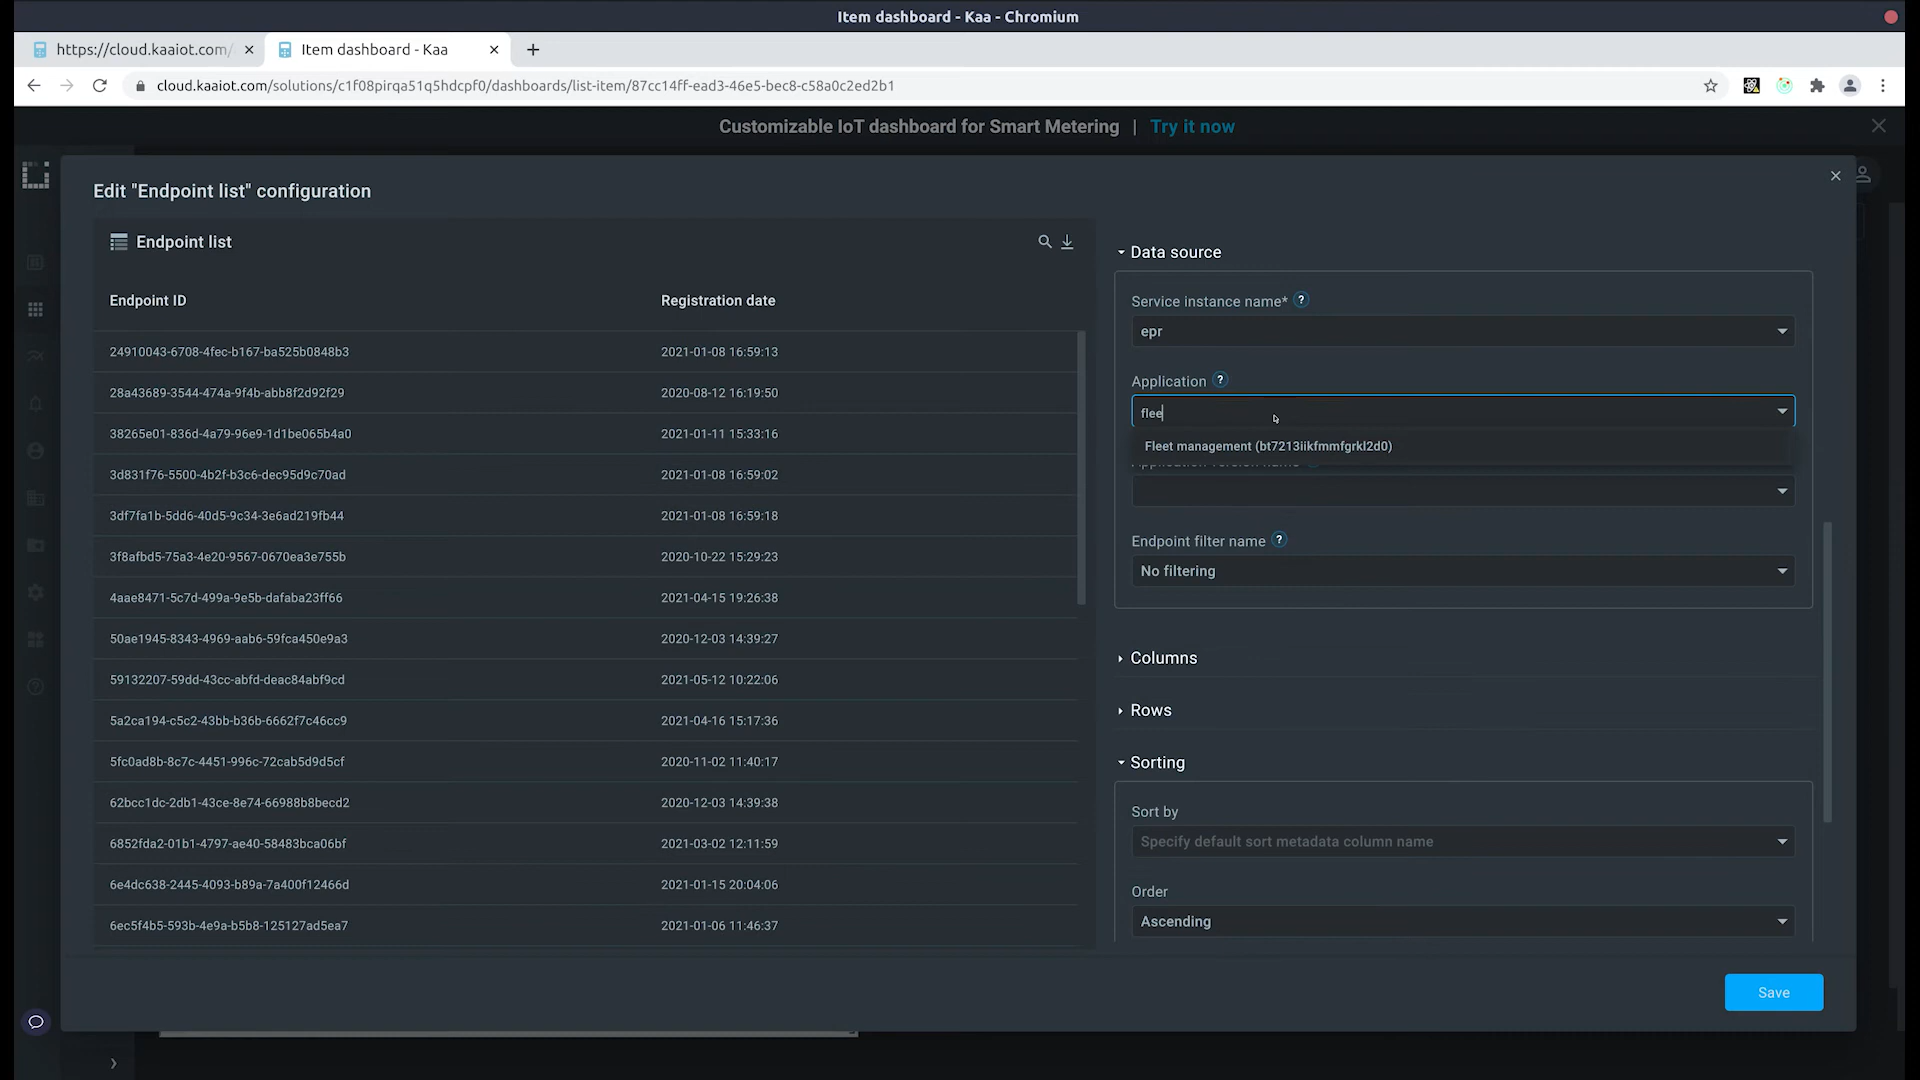 Item dashboard - Kaa - Chromium
https://cloud.kaaiot.com/
Item dashboard - Kaa
cloud.kaaiot.com/solutions/c1f08pirqa51q5hdcpf0/dashboards/list-item/87cc14ff-ead3-46e5-bec8-c58a0c2ed2b1
Customizable IoT dashboard for Smart Metering | Try it now
Edit "Endpoint list" configuration
Endpoint list
Endpoint ID Registration date
24910043-6708-4fec-b167-ba525b0848b3 2021-01-08 16:59:13
28a43689-3544-474a-9f4b-abb8f2d92f29 2020-08-12 16:19:50
38265e01-836d-4a79-96e9-1d1be065b4a0 2021-01-11 15:33:16
3d831f76-5500-4b2f-b3c6-dec95d9c70ad 2021-01-08 16:59:02
3df7fa1b-5dd6-40d5-9c34-3e6ad219fb44 2021-01-08 16:59:18
3f8afbd5-75a3-4e20-9567-0670ea3e755b 2020-10-22 15:29:23
4aae8471-5c7d-499a-9e5b-dafaba23ff66 2021-04-15 19:26:38
50ae1945-8343-4969-aab6-59fca450e9a3 2020-12-03 14:39:27
59132207-59dd-43cc-abfd-deac84abf9cd 2021-05-12 10:22:06
5a2ca194-c5c2-43bb-b36b-6662f7c46cc9 2021-04-16 15:17:36
5fc0ad8b-8c7c-4451-996c-72cab5d9d5cf 2020-11-02 11:40:17
62bcc1dc-2db1-43ce-8e74-66988b8becd2 2020-12-03 14:39:38
6852fda2-01b1-4797-ae40-58483bca06bf 2021-03-02 12:11:59
6e4dc638-2445-4093-b89a-7a400f12466d 2021-01-15 20:04:06
6ec5f4b5-593b-4e9a-b5b8-125127ad5ea7 2021-01-06 11:46:37
Data source
Service instance name* ?
epr
Application ?
flee
Fleet management (bt7213iikfmmfgrkl2d0)
Endpoint filter name ?
No filtering
Columns
Rows
Sorting
Sort by
Specify default sort metadata column name
Order
Ascending
Save